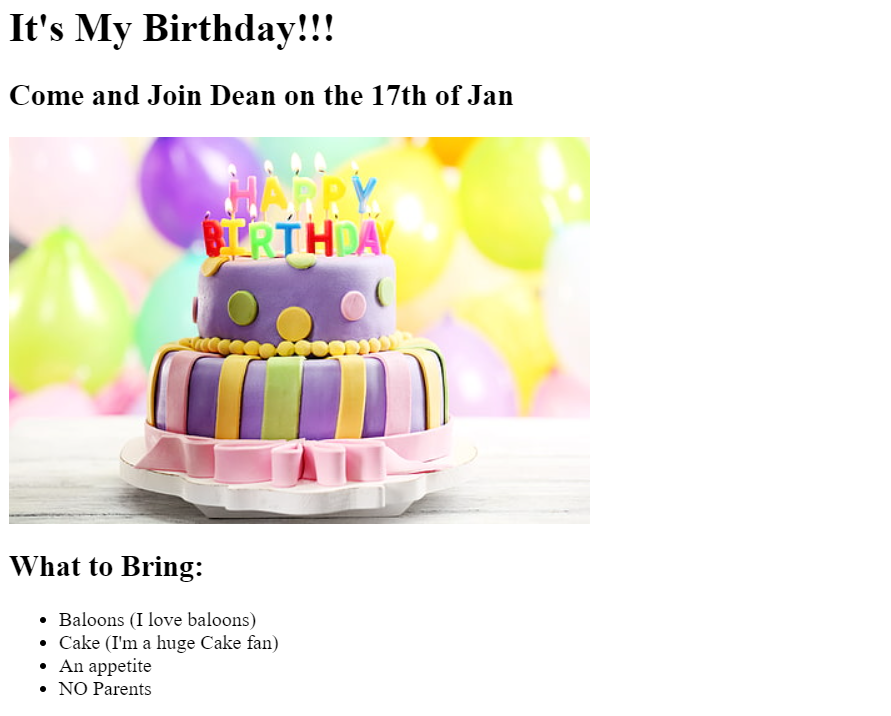 It's My Birthday!!!
Come and Join Dean on the 17th of Jan
HAPPY
BIRTHDAY
What to Bring:
Baloons (I love baloons)
Cake (I'm a huge Cake fan)
An appetite
NO Parents